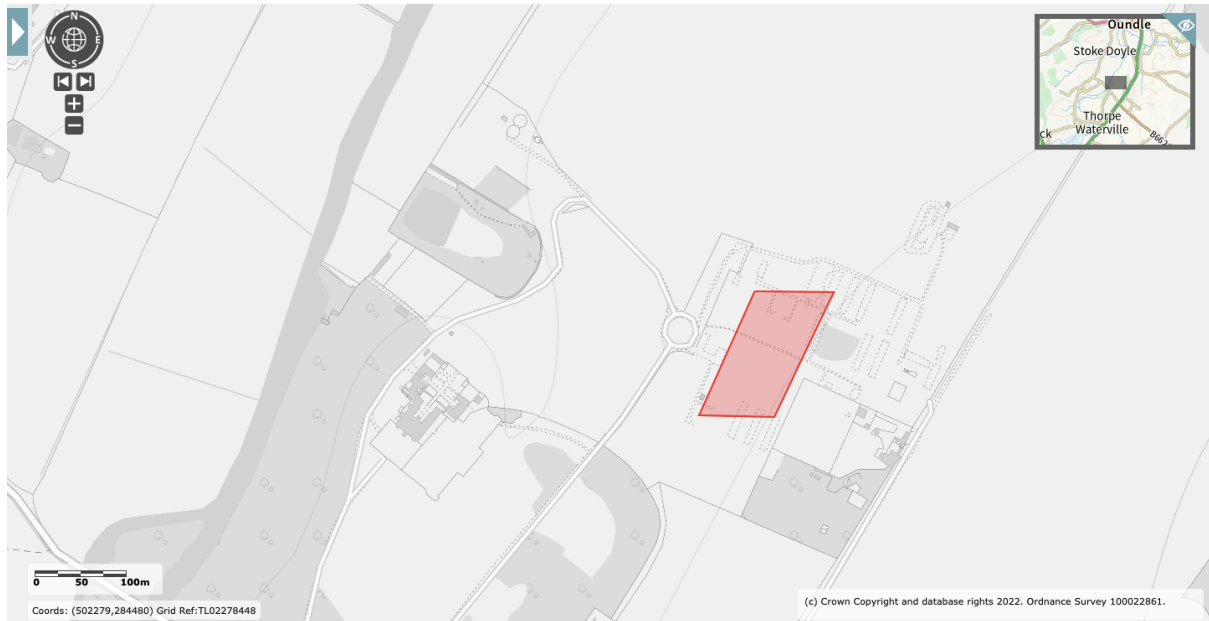 N
W
E
S
Oundle
Stoke Doyle
Thorpe
Waterville
ck
B662
0 50 100m
Coords: (502279,284480) Grid Ref:TL02278448
(c) Crown Copyright and database rights 2022. Ordnance Survey 100022861.